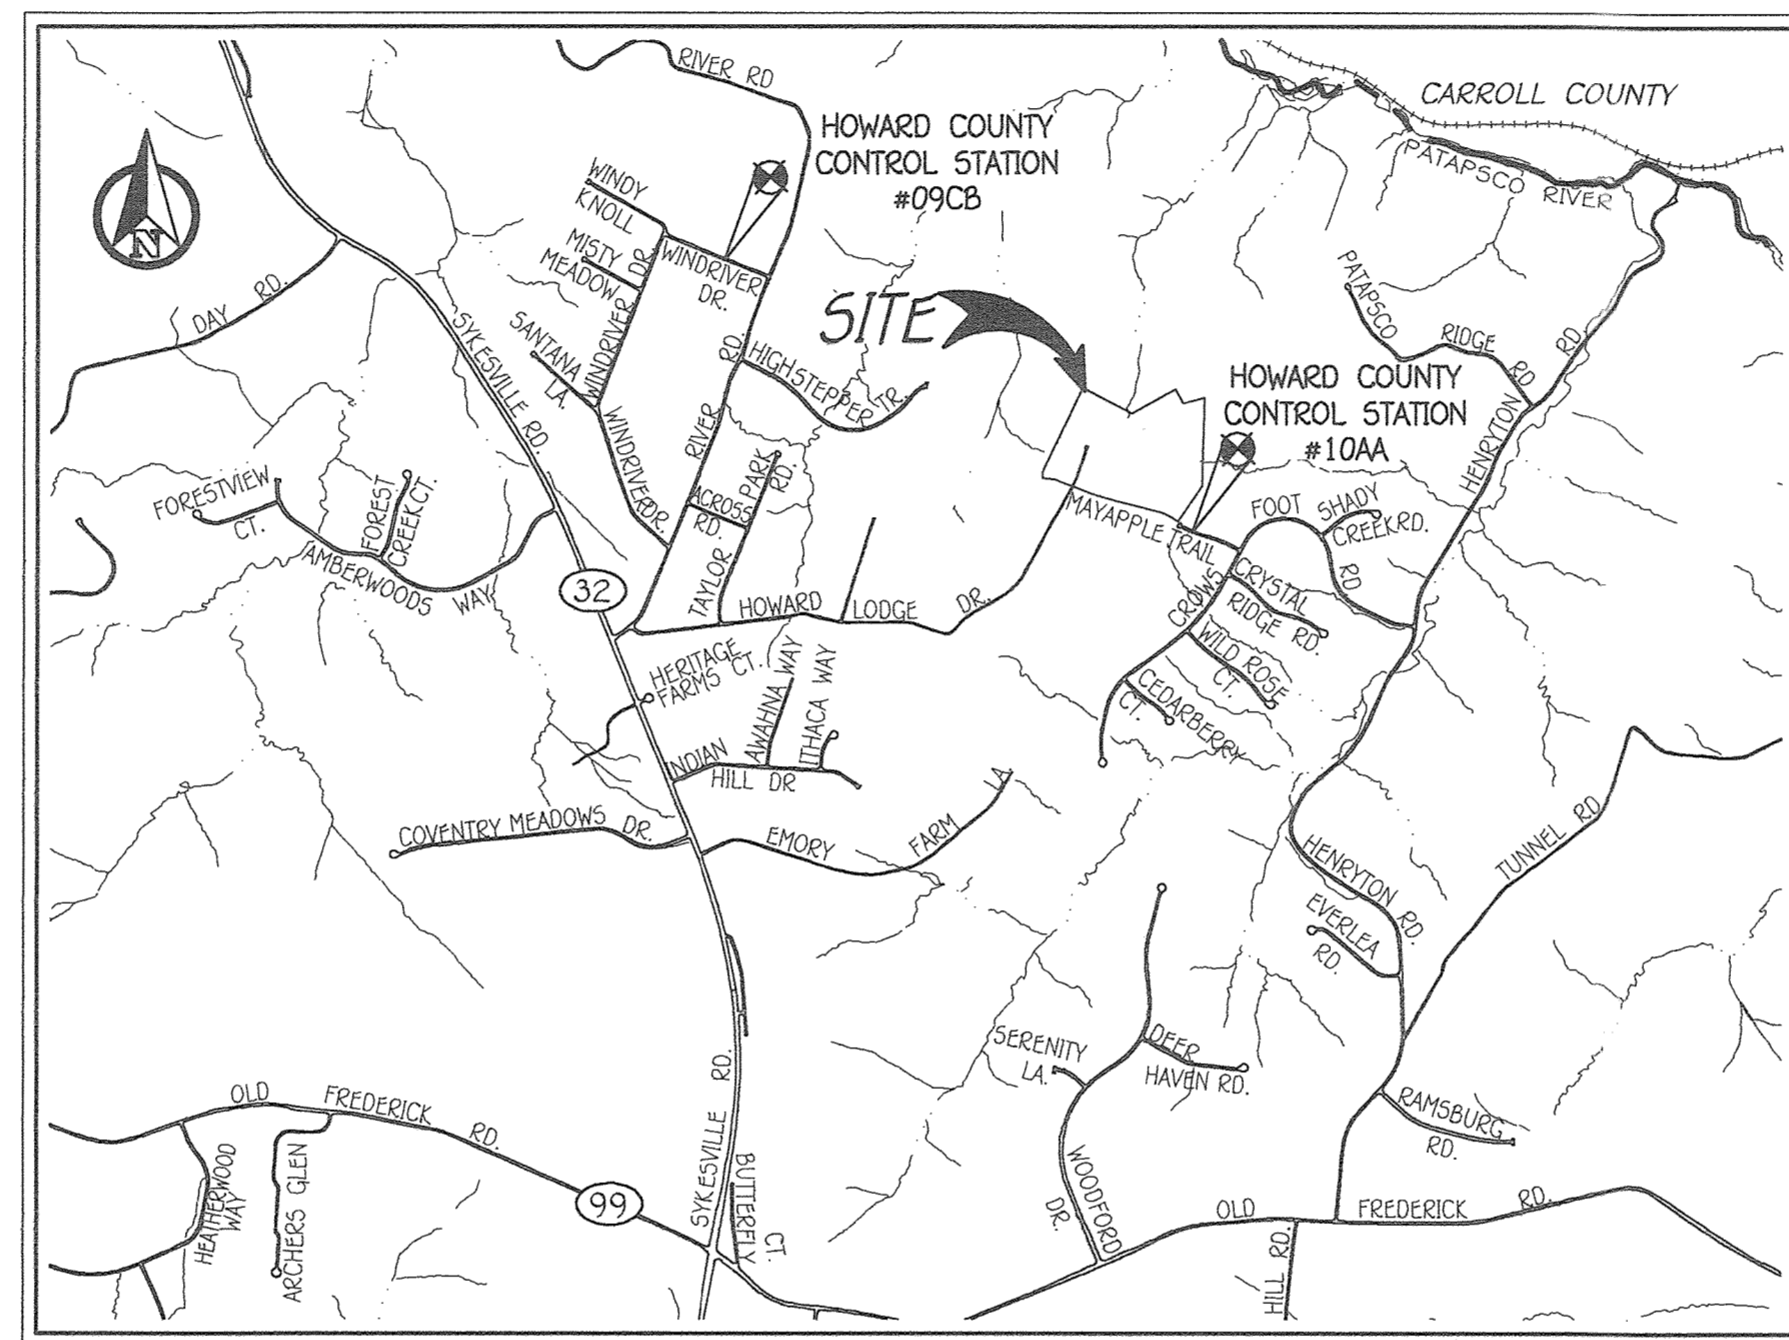 RIVER RD
CARROLL COUNTY
HOWARD COUNTY
CONTROL STATION
#09CB
PATAPSCO RIVER
N
WINDY
KNOLL
MISTY
MEADOW
WINDRIVER DR.
WINDRIVER
DR.
DAY RD.
SYKESVILLE RD.
SANTANA
LA.
SITE
RIVER RD.
HIGHSTEPPER TR.
PATAPSCO RIDGE RD
HOWARD COUNTY
CONTROL STATION
#10AA
HENRYTON RD
WINDRIVER DR.
FORESTVIEW
CT.
FOREST
CREEK CT.
TAMBERWOODS WAY
ACROSS
RD.
TAYLOR PARK RD.
MAYAPPLE TRAIL
CROWS FOOT RD
SHADY
CREEK RD.
CRYSTAL
RIDGE RD.
WILD ROSE
CT.
CEDARBERRY
CT.
32
HOWARD LODGE DR.
HERITAGE
FARMS CT.
AWAHNA WAY
ITHACA WAY
INDIAN
HILL DR
COVENTRY MEADOWS DR.
EMORY FARM LA.
TUNNEL RD
HENRYTON RD.
EVERLEA
RD.
SERENITY
LA.
DEER
HAVEN RD.
RAMSBURG
RD.
OLD FREDERICK RD.
HEATHERWOOD
WAY
ARCHERS GLEN
99
SYKESVILLE RD.
BUTTERFLY CT.
WOODFORD
DR.
OLD FREDERICK RD.
HILL RD.